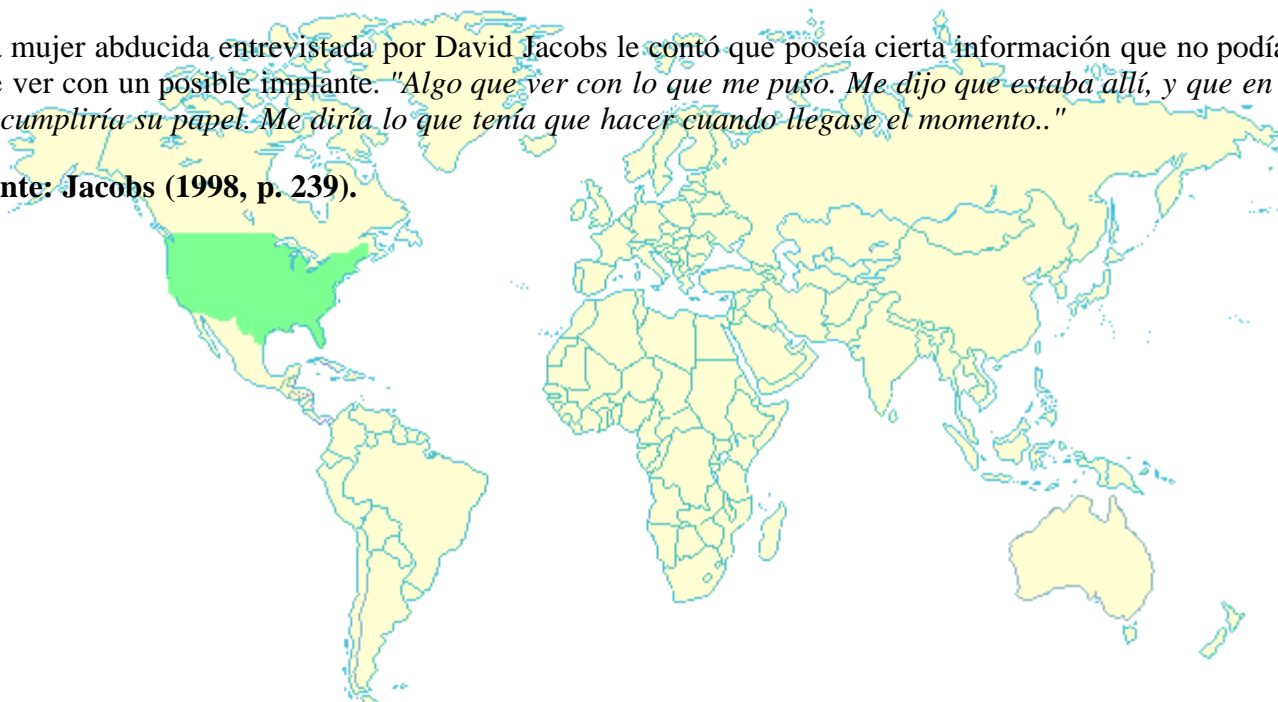 mujer abducida entrevistada por David Jacobs le contó que poseía cierta información que no podía
ver con un posible implante. "Algo que ver con lo que me puso. Me dijo que estaba allí, y que en
cumpliría su papel. Me diría lo que tenía que hacer cuando llegase el momento.."
nte: Jacobs (1998, p. 239).